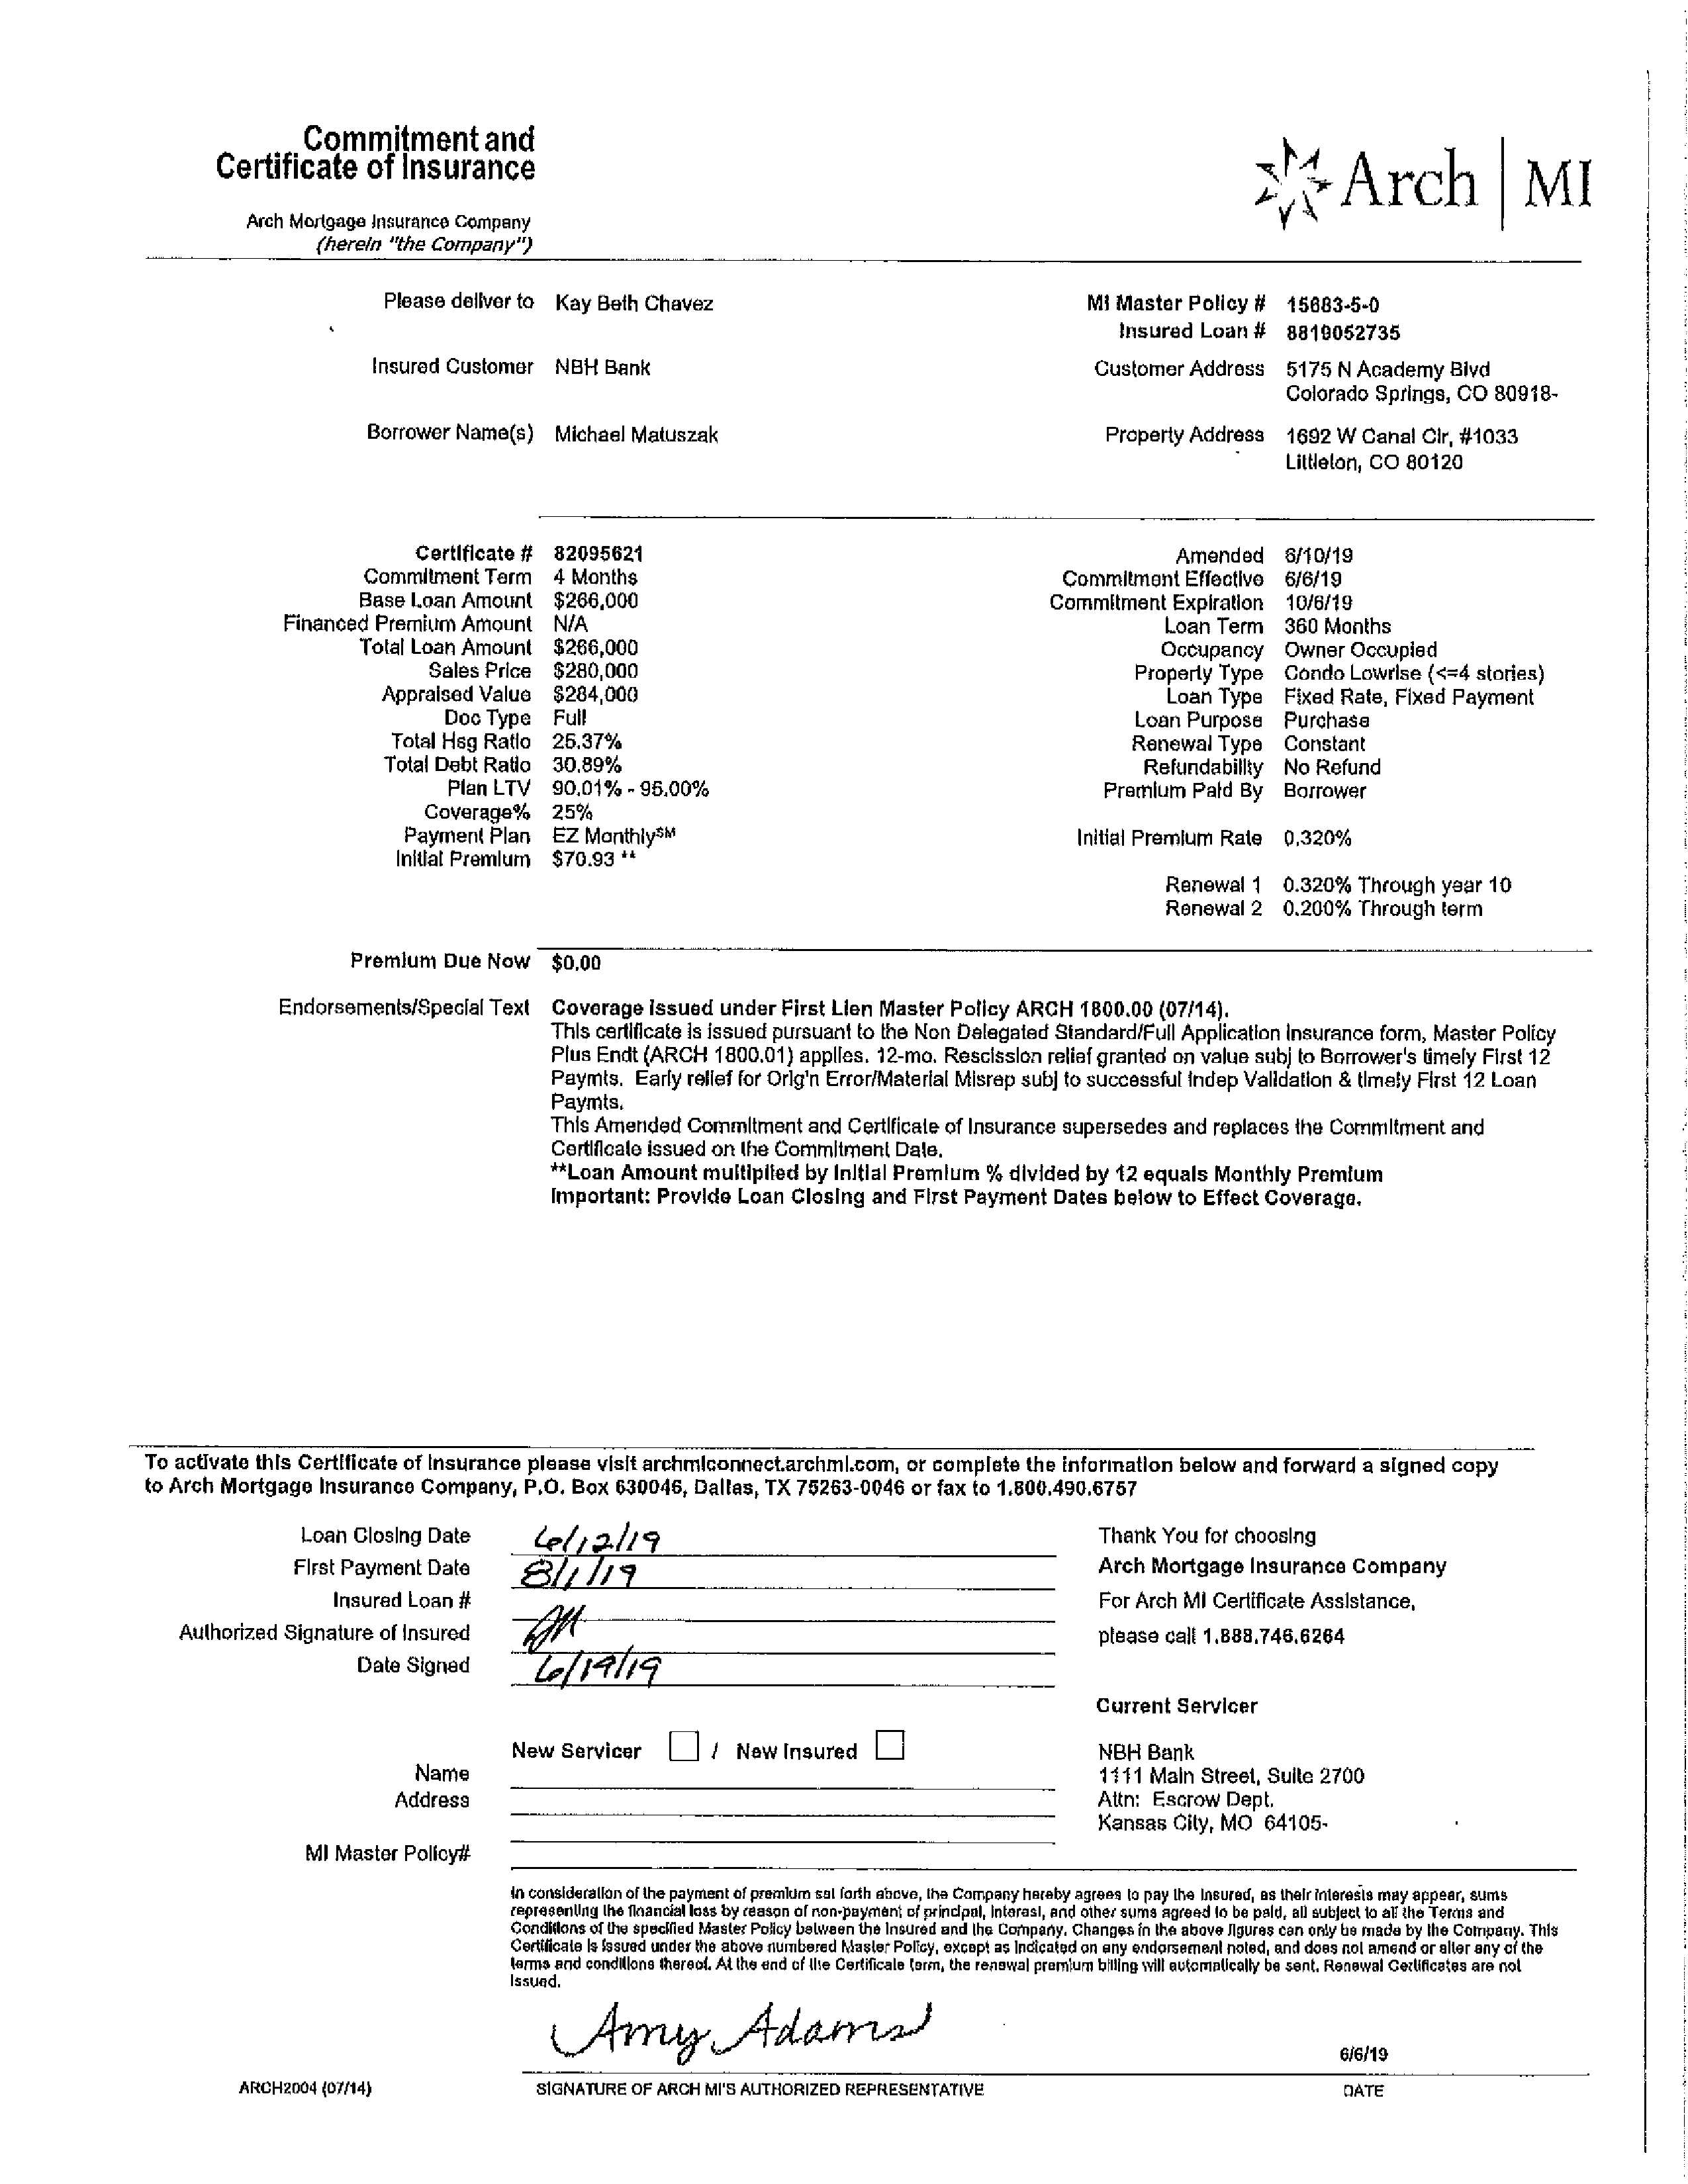 Commitment and
Certificate of Insurance
Arch Mortgage Insurance Company
(herein "the Company")
Arch | MI
Please deliver to Kay Beth Chavez
MI Master Policy # 15683-5-0
Insured Loan # 8819052735
Insured Customer NBH Bank
Customer Address 5175 N Academy Blvd
Colorado Springs, CO 80918-
Borrower Name(s) Michael Matuszak
Property Address 1692 W Canal Cir, #1033
Littleton, CO 80120
Certificate # 82095621
Amended 6/10/19
Commitment Term 4 Months
Commitment Effective 6/6/19
Base Loan Amount $266,000
Commitment Expiration 10/6/19
Financed Premium Amount N/A
Loan Term 360 Months
Total Loan Amount $266,000
Occupancy Owner Occupied
Sales Price $280,000
Property Type Condo Lowrise (<=4 stories)
Appraised Value $284,000
Loan Type Fixed Rate, Fixed Payment
Doc Type Full
Loan Purpose Purchase
Total Hsg Ratio 25.37%
Renewal Type Constant
Total Debt Ratio 30.89%
Refundability No Refund
Plan LTV 90.01% - 95.00%
Premium Paid By Borrower
Coverage% 25%
Payment Plan EZ Monthly℠
Initial Premium Rate 0.320%
Initial Premium $70.93 **
Renewal 1 0.320% Through year 10
Renewal 2 0.200% Through term
Premium Due Now $0.00
Endorsements/Special Text Coverage issued under First Lien Master Policy ARCH 1800.00 (07/14).
This certificate is issued pursuant to the Non Delegated Standard/Full Application Insurance form, Master Policy
Plus Endt (ARCH 1800.01) applies. 12-mo. Rescission relief granted on value subj to Borrower's timely First 12
Paymts. Early relief for Orig'n Error/Material Misrep subj to successful Indep Validation & timely First 12 Loan
Paymts.
This Amended Commitment and Certificate of Insurance supersedes and replaces the Commitment and
Certificate issued on the Commitment Date.
**Loan Amount multiplied by Initial Premium % divided by 12 equals Monthly Premium
Important: Provide Loan Closing and First Payment Dates below to Effect Coverage.
To activate this Certificate of Insurance please visit archmiconnect.archmi.com, or complete the information below and forward a signed copy
to Arch Mortgage Insurance Company, P.O. Box 630046, Dallas, TX 75263-0046 or fax to 1.800.490.6757
Loan Closing Date 6/12/19
Thank You for choosing
First Payment Date 8/1/19
Arch Mortgage Insurance Company
Insured Loan #
For Arch MI Certificate Assistance,
Authorized Signature of Insured
please call 1.888.746.6264
Date Signed 6/19/19
Current Servicer
New Servicer / New Insured
NBH Bank
Name
1111 Main Street, Suite 2700
Address
Attn: Escrow Dept.
Kansas City, MO 64105-
MI Master Policy#
In consideration of the payment of premium set forth above, the Company hereby agrees to pay the Insured, as their interests may appear, sums
representing the financial loss by reason of non-payment of principal, interest, and other sums agreed to be paid, all subject to all the Terms and
Conditions of the specified Master Policy between the Insured and the Company. Changes in the above figures can only be made by the Company. This
Certificate is issued under the above numbered Master Policy, except as indicated on any endorsement noted, and does not amend or alter any of the
terms and conditions thereof. At the end of the Certificate term, the renewal premium billing will automatically be sent. Renewal Certificates are not
issued.
Amy Adams
6/6/19
ARCH2004 (07/14)
SIGNATURE OF ARCH MI'S AUTHORIZED REPRESENTATIVE
DATE